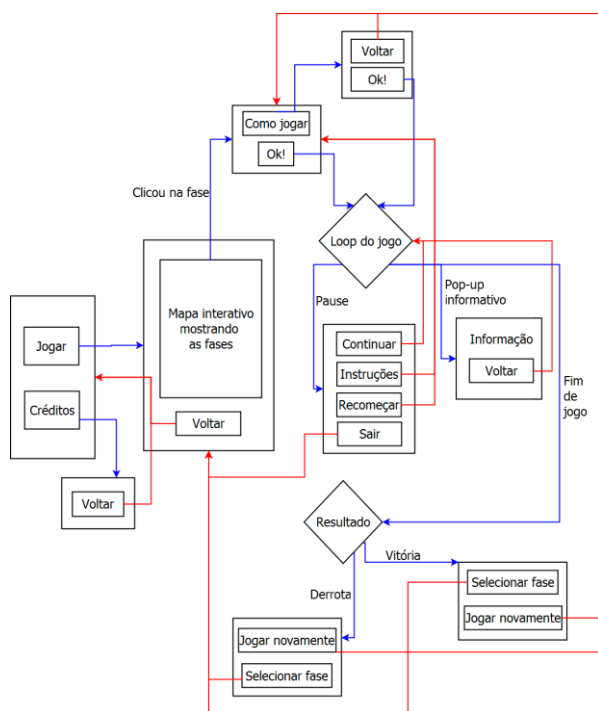 Voltar
Ok!
Como jogar
Ok!
Clicou na fase
Loop do jogo
Mapa interativo
mostrando
as fases
Voltar
Jogar
Créditos
Voltar
Pause
Continuar
Instruções
Recomeçar
Sair
Pop-up
informativo
Informação
Voltar
Fim
de
jogo
Resultado
Vitória
Derrota
Selecionar fase
Jogar novamente
Jogar novamente
Selecionar fase